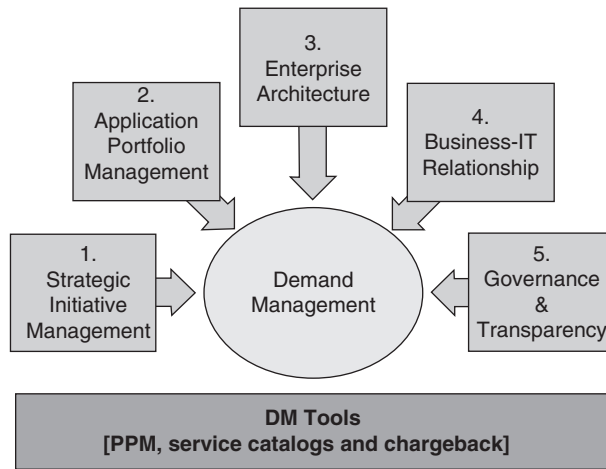 1.
Strategic
Initiative
Management
2.
Application
Portfolio
Management
3.
Enterprise
Architecture
4.
Business-IT
Relationship
5.
Governance
&
Transparency
Demand
Management
DM Tools
[PPM, service catalogs and chargeback]